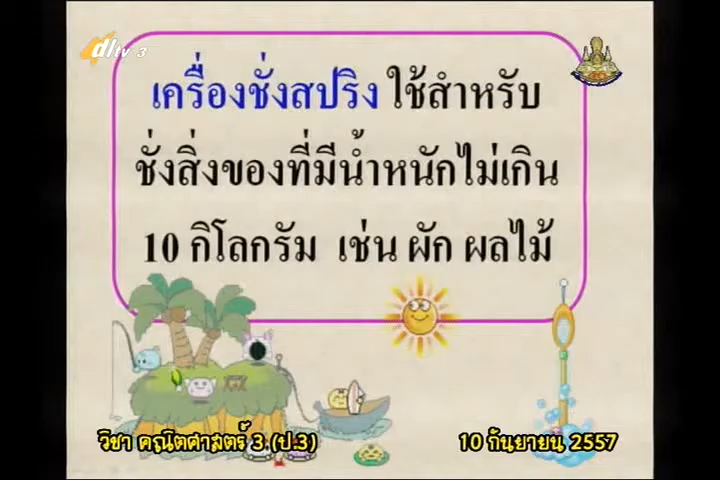 dltv 3
เครื่องชั่งสปริง ใช้สำหรับ
ชั่งสิ่งของที่มีน้ำหนักไม่เกิน
10 กิโลกรัม เช่น ผัก ผลไม้
วิชา คณิตศาสตร์ 3 (ป.3)
10 กันยายน 2557